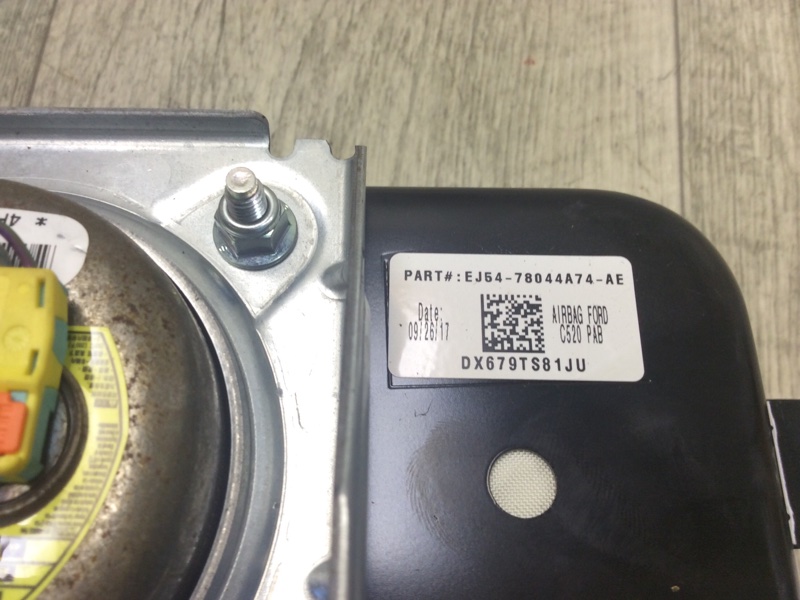 PART#:EJ54-78044A74-AE
Date:
09/26/17
AIRBAG FORD
C520 PAB
DX679TS81JU